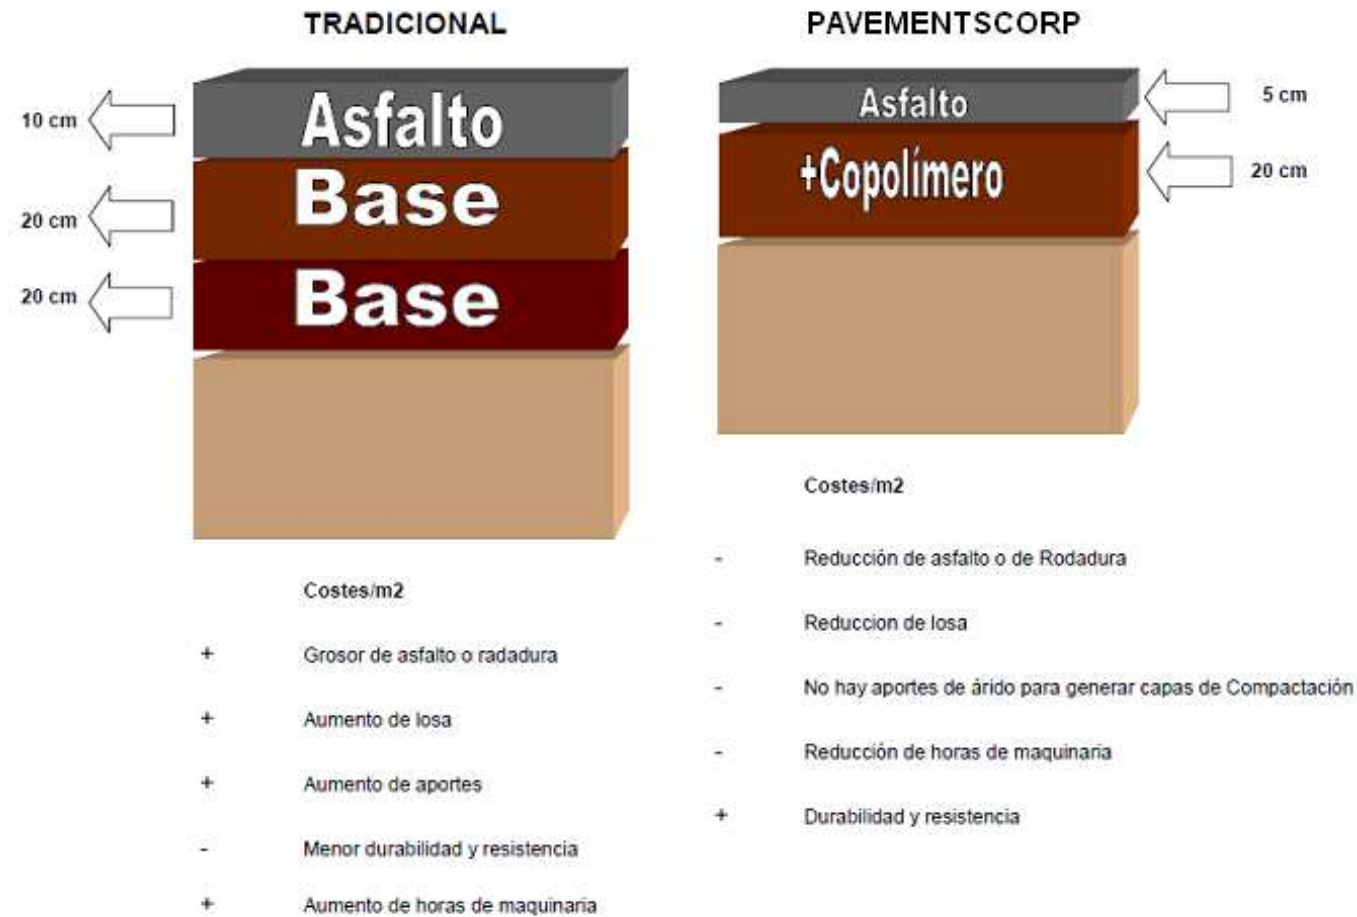 TRADICIONAL
10 cm
Asfalto
20 cm
Base
20 cm
Base
Costes/m2
+ Grosor de asfalto o radadura
+ Aumento de losa
+ Aumento de aportes
- Menor durabilidad y resistencia
+ Aumento de horas de maquinaria
PAVEMENTSCORP
Asfalto
5 cm
+Copolímero
20 cm
Costes/m2
- Reducción de asfalto o de Rodadura
- Reduccion de losa
- No hay aportes de árido para generar capas de Compactación
- Reducción de horas de maquinaria
+ Durabilidad y resistencia